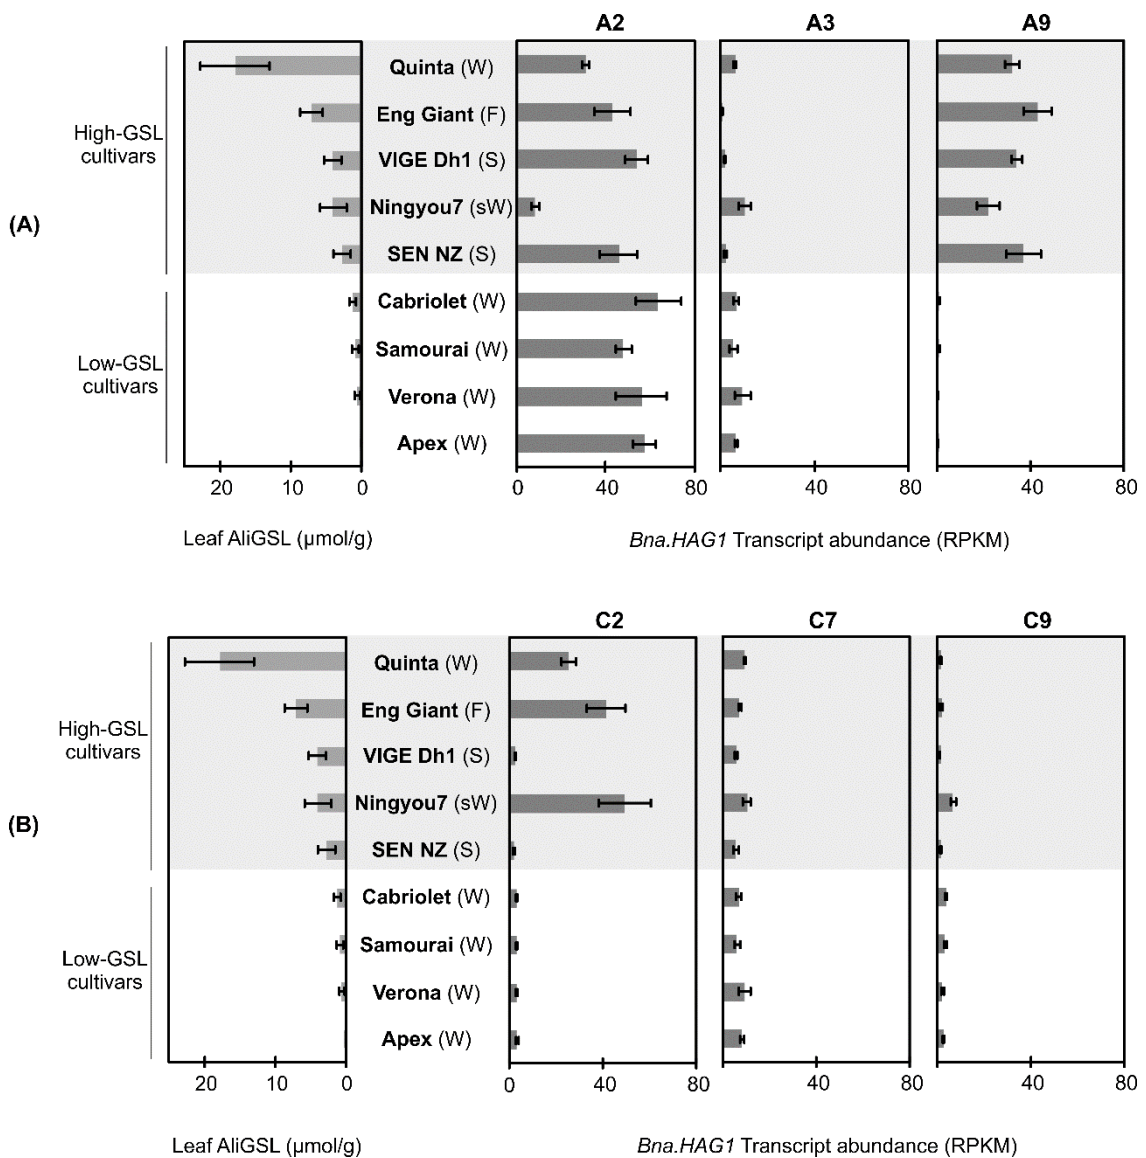 A2 A3 A9
(A)
High-GSL
cultivars
Low-GSL
cultivars
Quinta (W)
Eng Giant (F)
VIGE Dh1 (S)
Ningyou7 (sW)
SEN NZ (S)
Cabriolet (W)
Samourai (W)
Verona (W)
Apex (W)
20 10 0 0 40 80 0 40 80 0 40 80
Leaf AliGSL (μmol/g) Bna.HAG1 Transcript abundance (RPKM)
C2 C7 C9
(B)
High-GSL
cultivars
Low-GSL
cultivars
Quinta (W)
Eng Giant (F)
VIGE Dh1 (S)
Ningyou7 (sW)
SEN NZ (S)
Cabriolet (W)
Samourai (W)
Verona (W)
Apex (W)
20 10 0 0 40 80 0 40 80 0 40 80
Leaf AliGSL (μmol/g) Bna.HAG1 Transcript abundance (RPKM)